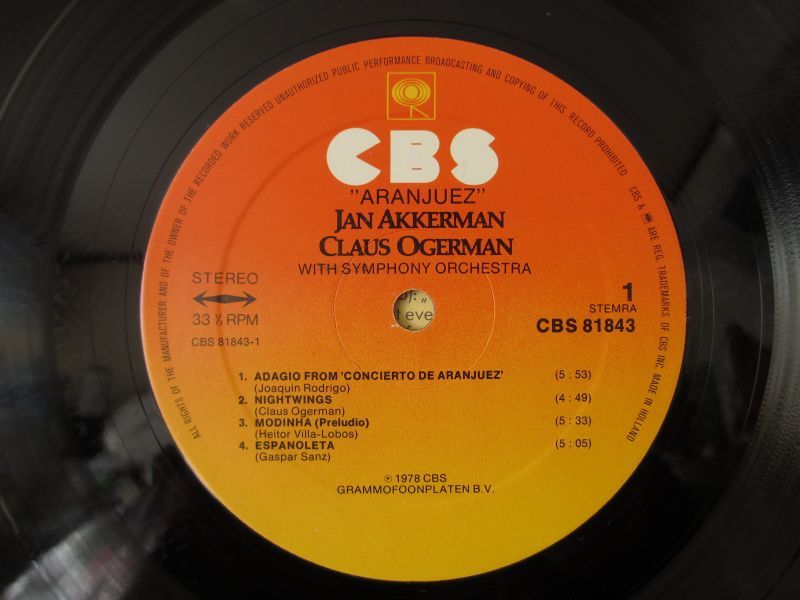 ALL RIGHTS OF THE MANUFACTURER AND OF THE OWNER OF THE RECORDED WORK RESERVED UNAUTHORIZED PUBLIC PERFORMANCE BROADCASTING AND COPYING OF THIS RECORD PROHIBITED
CBS & ARE REG. TRADEMARKS OF CBS INC. MADE IN HOLLAND
CBS
"ARANJUEZ"
JAN AKKERMAN
CLAUS OGERMAN
WITH SYMPHONY ORCHESTRA
STEREO
33 ⅓ RPM
CBS 81843-1
1
STEMRA
CBS 81843
t eve
1. ADAGIO FROM 'CONCIERTO DE ARANJUEZ' (5 : 53)
(Joaquin Rodrigo)
2. NIGHTWINGS (4 : 49)
(Claus Ogerman)
3. MODINHA (Preludio) (5 : 33)
(Heitor Villa-Lobos)
4. ESPANOLETA (5 : 05)
(Gaspar Sanz)
℗ 1978 CBS
GRAMMOFOONPLATEN B.V.